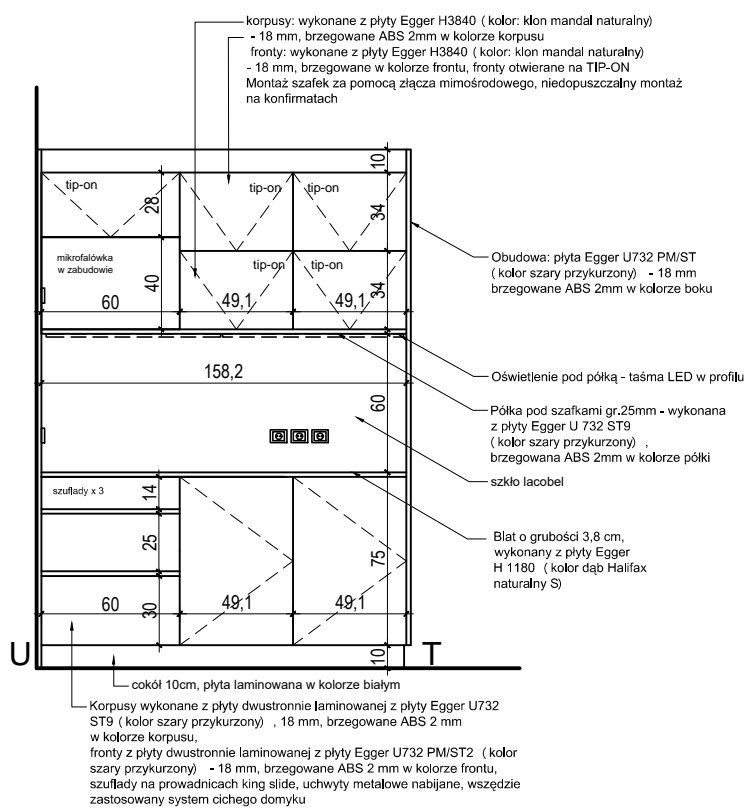 korpusy: wykonane z płyty Egger H3840 ( kolor: klon mandal naturalny)
- 18 mm, brzegowane ABS 2mm w kolorze korpusu
fronty: wykonane z płyty Egger H3840 ( kolor: klon mandal naturalny)
- 18 mm, brzegowane w kolorze frontu, fronty otwierane na TIP-ON
Montaż szafek za pomocą złącza mimośrodowego, niedopuszczalny montaż
na konfirmatach
10
tip-on
tip-on
tip-on
28
34
mikrofalówka
w zabudowie
tip-on
tip-on
40
34
60
49,1
49,1
Obudowa: płyta Egger U732 PM/ST
( kolor szary przykurzony) - 18 mm
brzegowane ABS 2mm w kolorze boku
158,2
60
Oświetlenie pod półką - taśma LED w profilu
Półka pod szafkami gr.25mm - wykonana
z płyty Egger U 732 ST9
( kolor szary przykurzony) ,
brzegowana ABS 2mm w kolorze półki
szkło lacobel
szuflady x 3
14
25
75
30
60
49,1
49,1
Blat o grubości 3,8 cm,
wykonany z płyty Egger
H 1180 ( kolor dąb Halifax
naturalny S)
10
U
T
cokół 10cm, płyta laminowana w kolorze białym
Korpusy wykonane z płyty dwustronnie laminowanej z płyty Egger U732
ST9 ( kolor szary przykurzony) , 18 mm, brzegowane ABS 2 mm
w kolorze korpusu,
fronty z płyty dwustronnie laminowanej z płyty Egger U732 PM/ST2 ( kolor
szary przykurzony) - 18 mm, brzegowane ABS 2 mm w kolorze frontu,
szuflady na prowadnicach king slide, uchwyty metalowe nabijane, wszędzie
zastosowany system cichego domyku